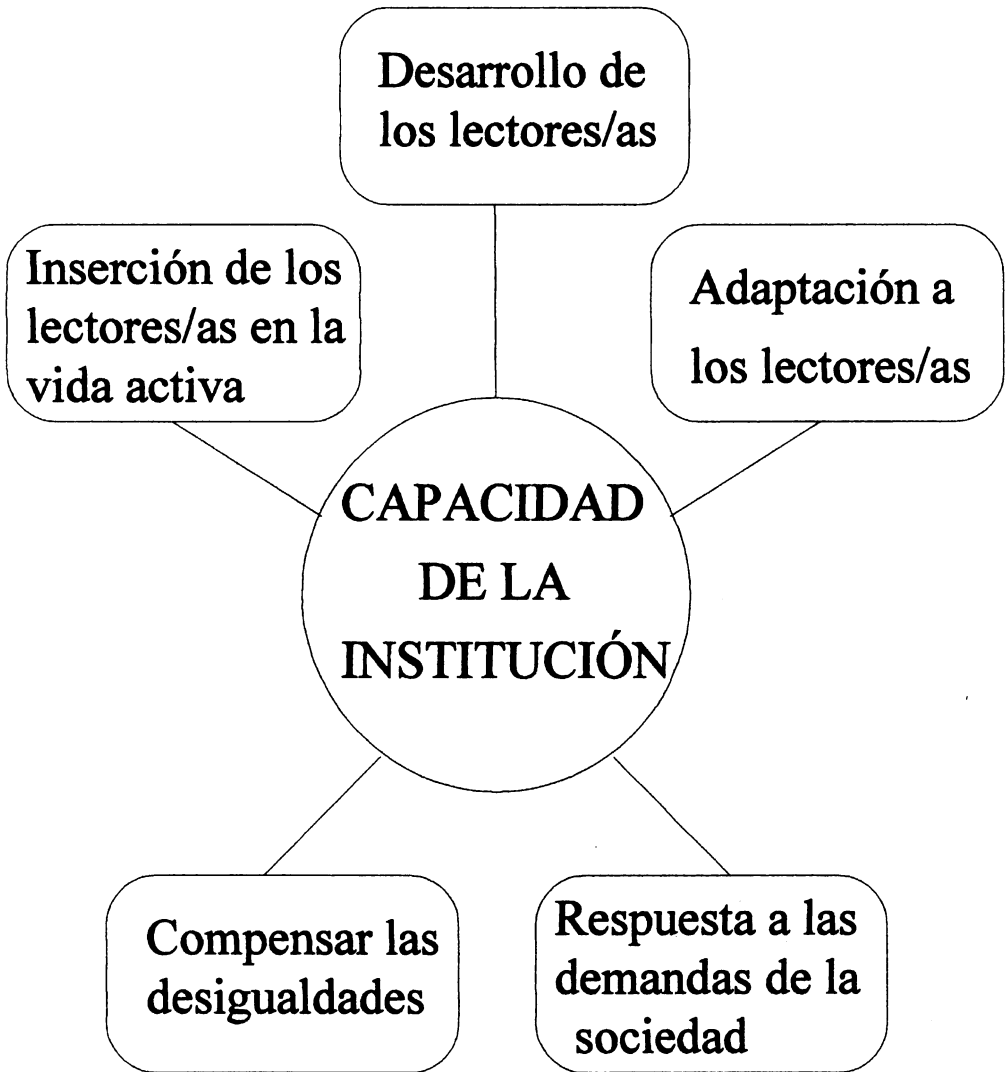 Desarrollo de
los lectores/as
Inserción de los
lectores/as en la
vida activa
Adaptación a
los lectores/as
CAPACIDAD
DE LA
INSTITUCIÓN
Compensar las
desigualdades
Respuesta a las
demandas de la
sociedad